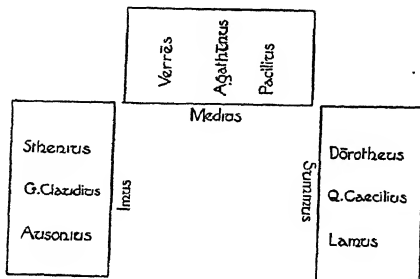 Verrēs
Agathīnus
Pacilius
Medius
Sthenius
G. Claudius
Ausonius
Imus
Summus
Dōrotheus
Q. Caecilius
Lamus